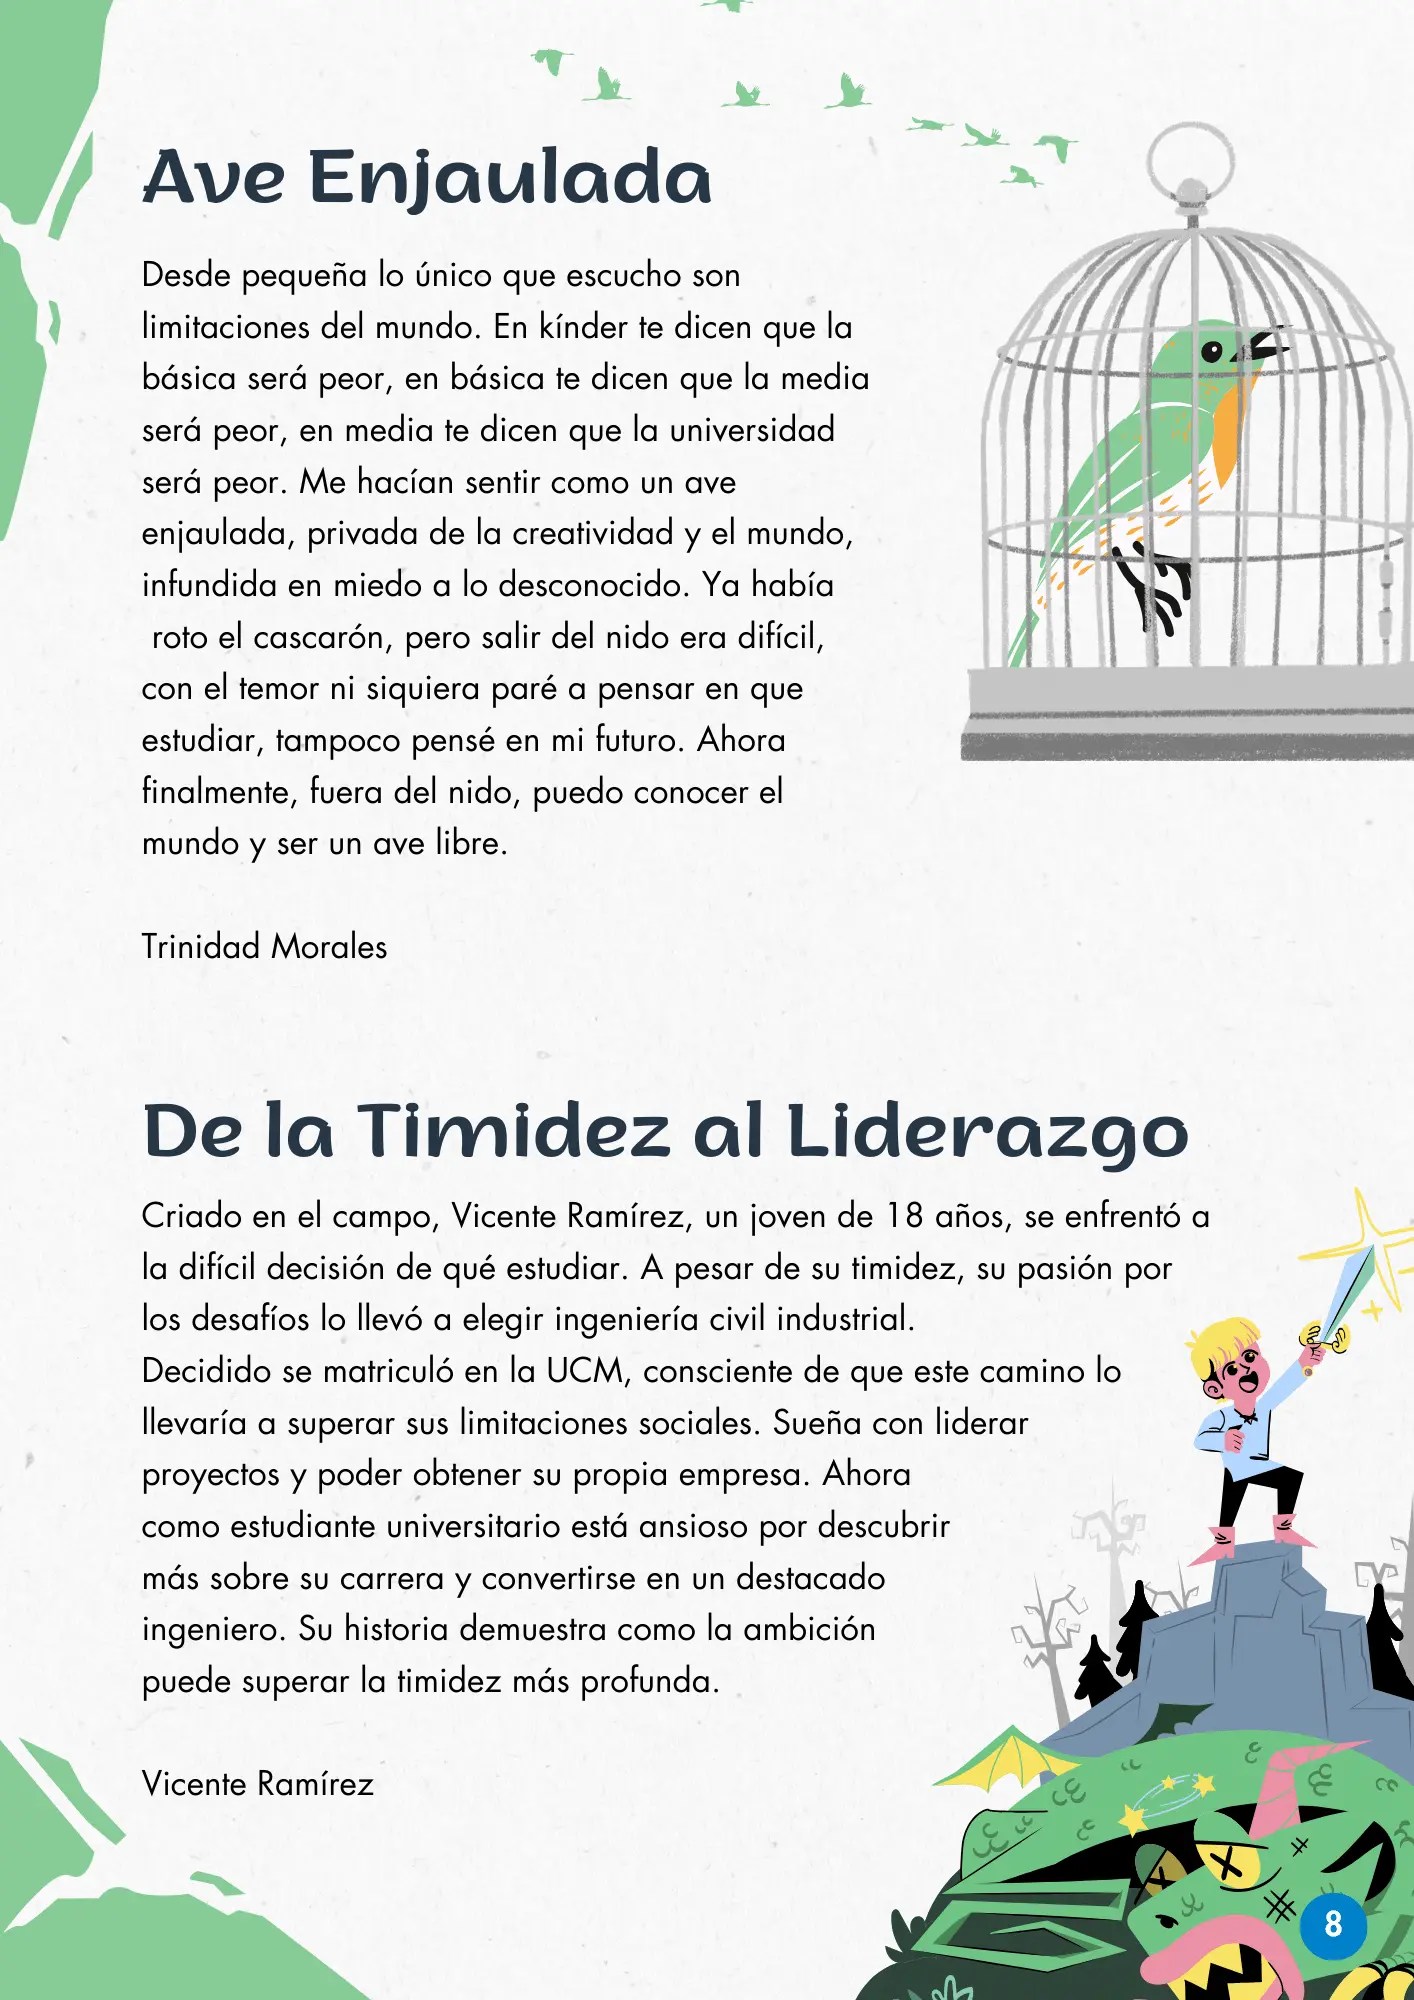 Ave Enjaulada
Desde pequeña lo único que escucho son
limitaciones del mundo. En kínder te dicen que la
básica será peor, en básica te dicen que la media
será peor, en media te dicen que la universidad
será peor. Me hacían sentir como un ave
enjaulada, privada de la creatividad y el mundo,
infundida en miedo a lo desconocido. Ya había
roto el cascarón, pero salir del nido era difícil,
con el temor ni siquiera paré a pensar en que
estudiar, tampoco pensé en mi futuro. Ahora
finalmente, fuera del nido, puedo conocer el
mundo y ser un ave libre.
Trinidad Morales
De la Timidez al Liderazgo
Criado en el campo, Vicente Ramírez, un joven de 18 años, se enfrentó a
la difícil decisión de qué estudiar. A pesar de su timidez, su pasión por
los desafíos lo llevó a elegir ingeniería civil industrial.
Decidido se matriculó en la UCM, consciente de que este camino lo
llevaría a superar sus limitaciones sociales. Sueña con liderar
proyectos y poder obtener su propia empresa. Ahora
como estudiante universitario está ansioso por descubrir
más sobre su carrera y convertirse en un destacado
ingeniero. Su historia demuestra como la ambición
puede superar la timidez más profunda.
Vicente Ramírez
8